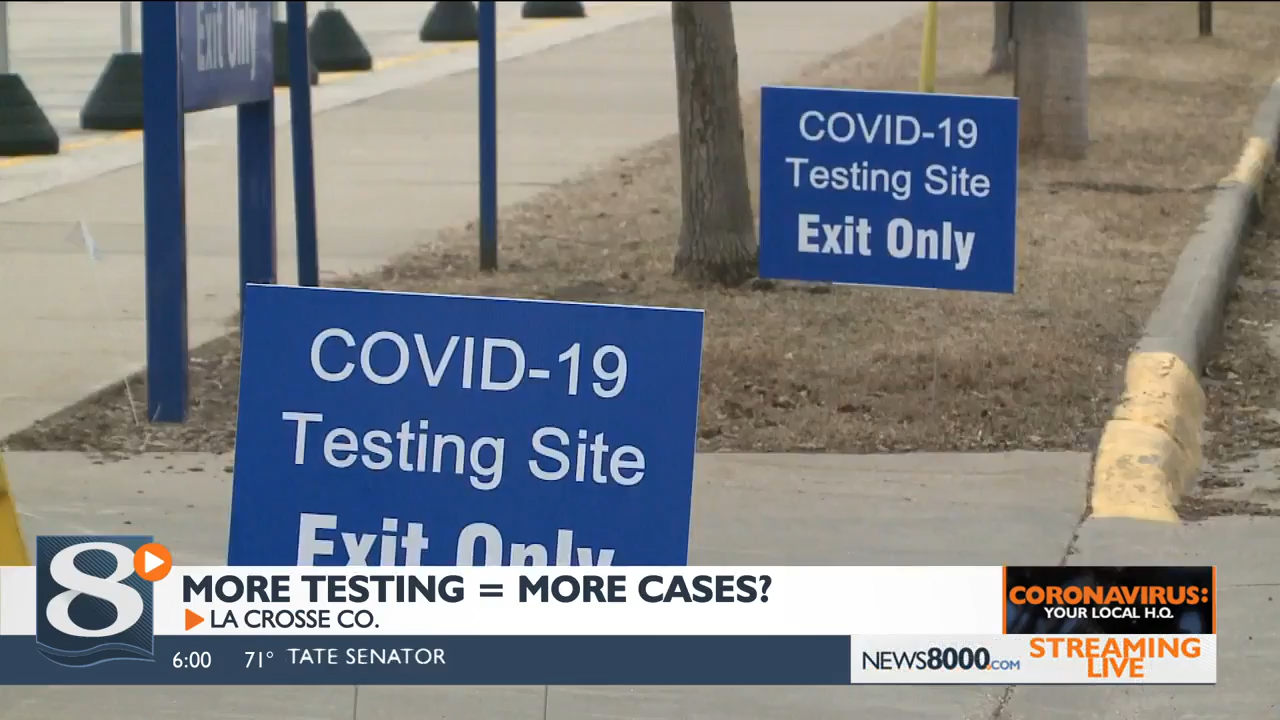 Exit Only
COVID-19
Testing Site
Exit Only
COVID-19
Testing Site
Exit Only
8
MORE TESTING = MORE CASES?
LA CROSSE CO.
6:00 71° TATE SENATOR
CORONAVIRUS:
YOUR LOCAL H.Q.
NEWS8000.COM
STREAMING
LIVE